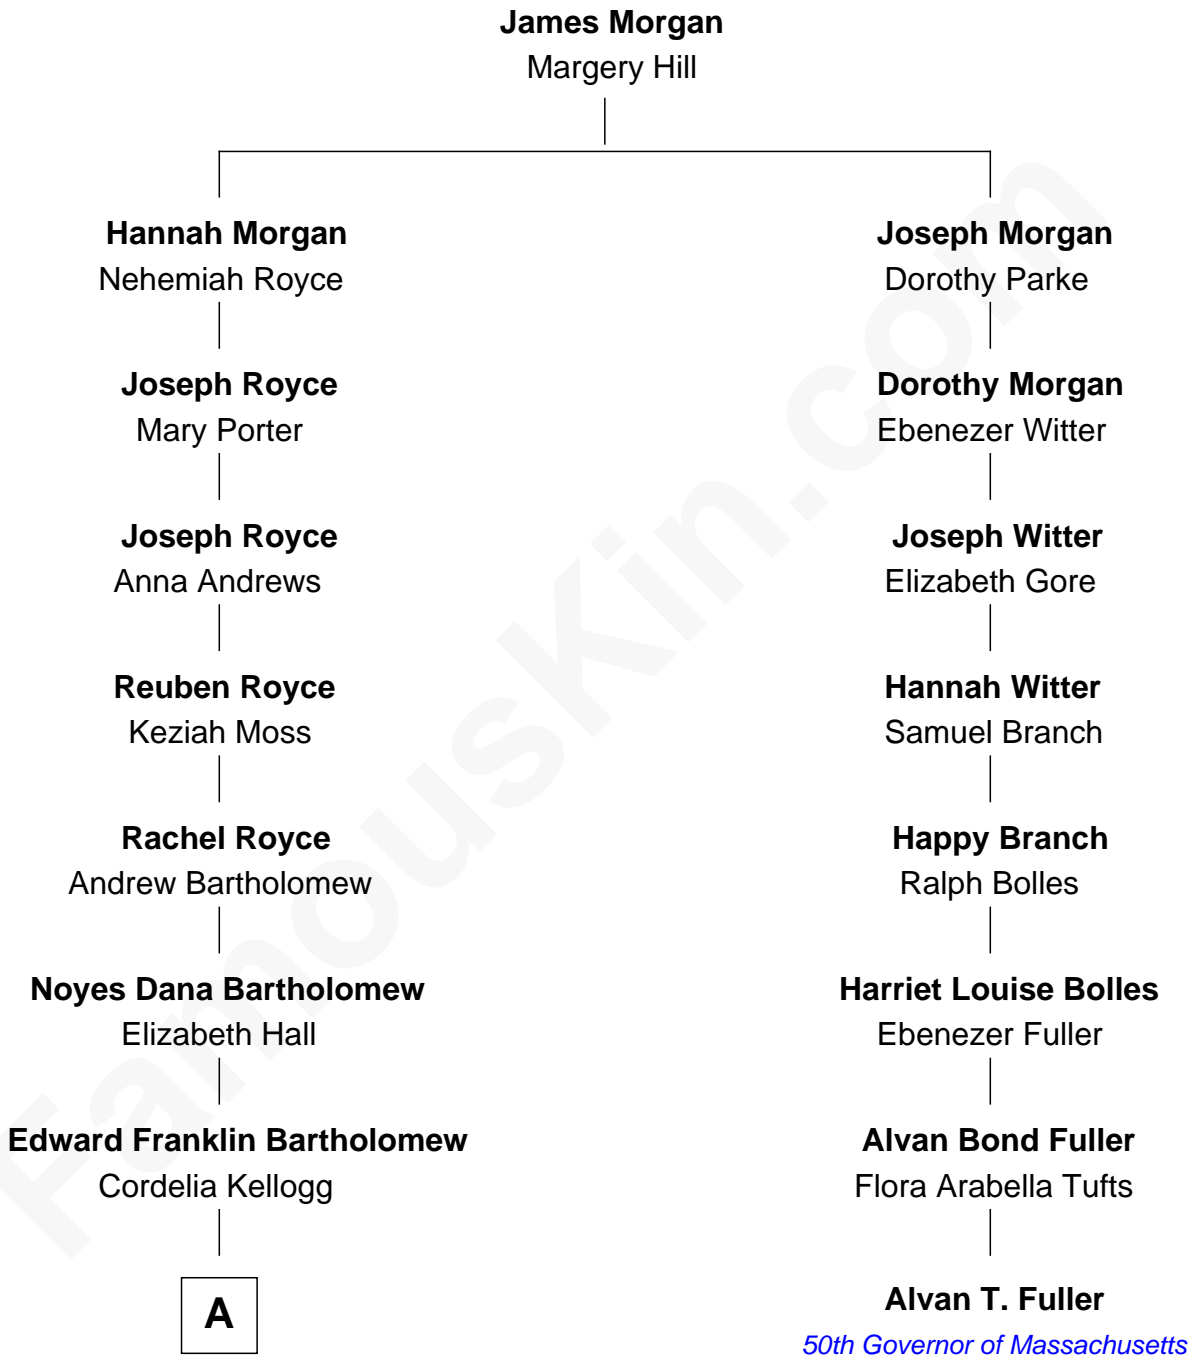 James Morgan
Margery Hill
Hannah Morgan
Nehemiah Royce
Joseph Morgan
Dorothy Parke
Joseph Royce
Mary Porter
Dorothy Morgan
Ebenezer Witter
Joseph Royce
Anna Andrews
Joseph Witter
Elizabeth Gore
Reuben Royce
Keziah Moss
Hannah Witter
Samuel Branch
Rachel Royce
Andrew Bartholomew
Happy Branch
Ralph Bolles
Noyes Dana Bartholomew
Elizabeth Hall
Harriet Louise Bolles
Ebenezer Fuller
Edward Franklin Bartholomew
Cordelia Kellogg
Alvan Bond Fuller
Flora Arabella Tufts
A
Alvan T. Fuller
50th Governor of Massachusetts
FamousKin.com